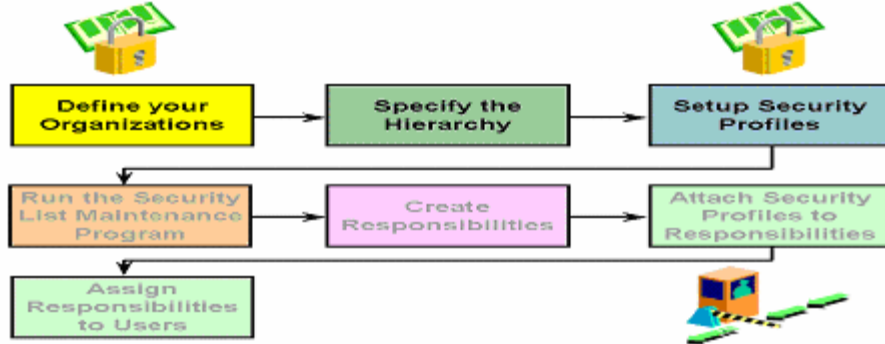 Define your
Organizations
Specify the
Hierarchy
Setup Security
Profiles
Run the Security
List Maintenance
Program
Create
Responsibilities
Attach Security
Profiles to
Responsibilities
Assign
Responsibilities
to Users